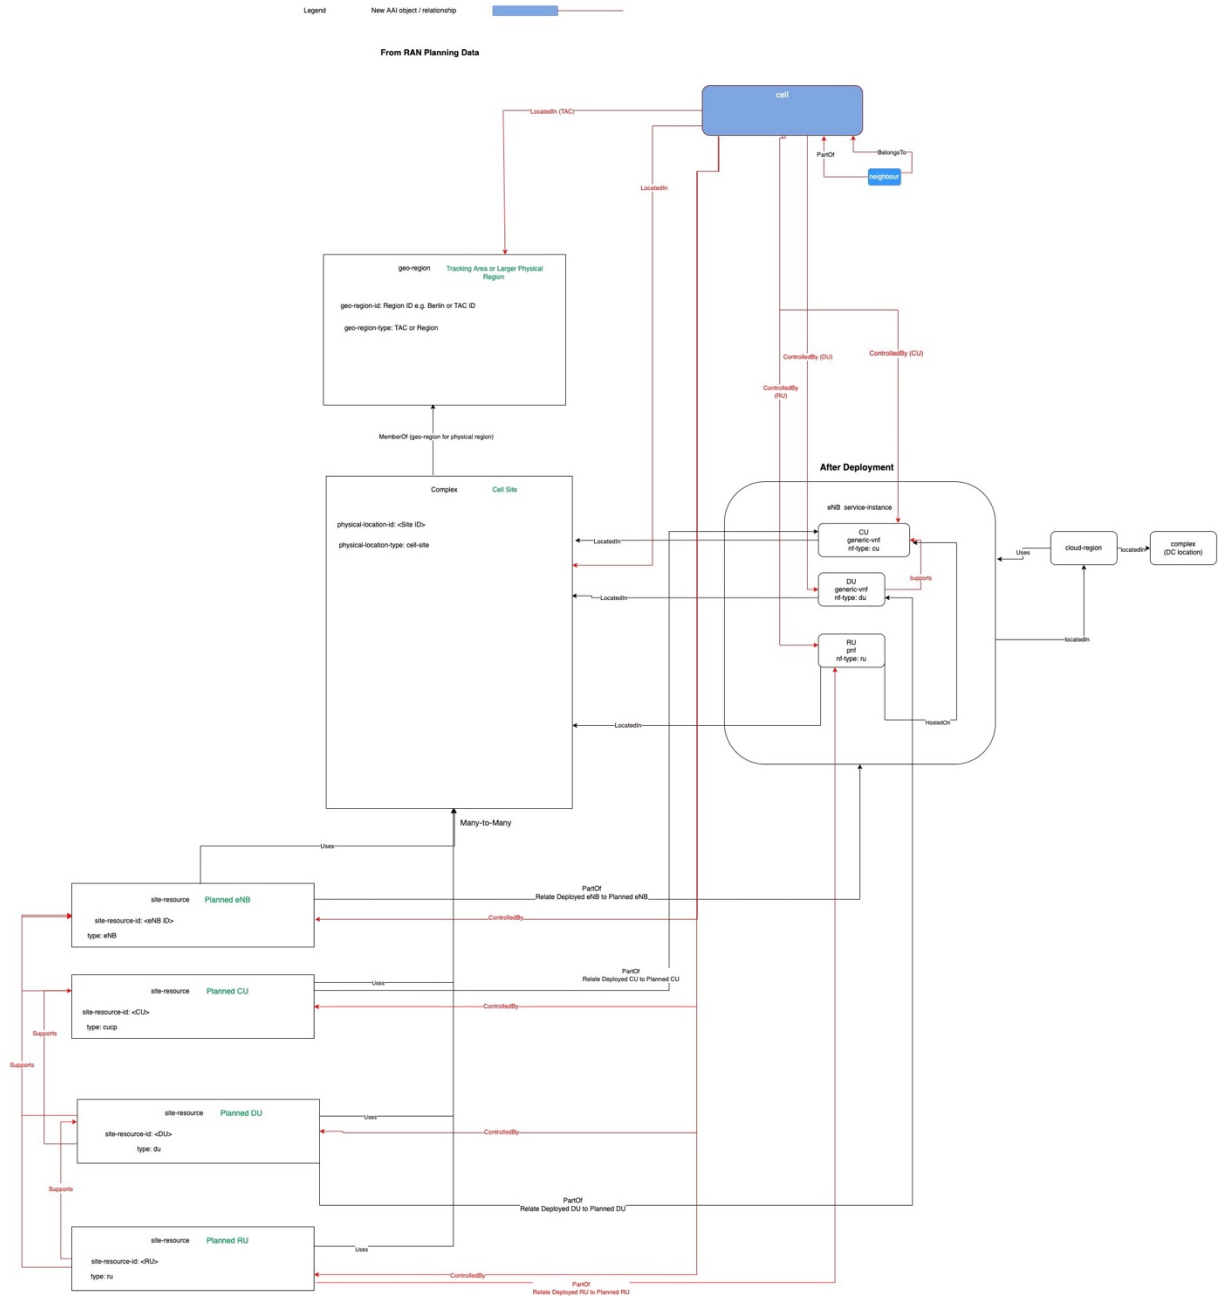 Legend
New AAI object / relationship
From RAN Planning Data
cell
LocatedIn (TAC)
PartOf
BelongsTo
neighbour
LocatedIn
geo-region
Tracking Area or Larger Physical
Region
geo-region-id: Region ID e.g. Berlin or TAC ID
geo-region-type: TAC or Region
ControlledBy (DU)
ControlledBy (CU)
ControlledBy
(RU)
MemberOf (geo-region for physical region)
After Deployment
Complex
Cell Site
physical-location-id: <Site ID>
physical-location-type: cell-site
eNB service-instance
CU
generic-vnf
nf-type: cu
LocatedIn
Supports
DU
generic-vnf
nf-type: du
LocatedIn
RU
pnf
nf-type: ru
LocatedIn
HostedOn
Uses
cloud-region
locatedIn
complex
(DC location)
locatedIn
Many-to-Many
Uses
site-resource
Planned eNB
site-resource-id: <eNB ID>
type: eNB
PartOf
Relate Deployed eNB to Planned eNB
ControlledBy
site-resource
Planned CU
site-resource-id: <CU>
type: cucp
Uses
PartOf
Relate Deployed CU to Planned CU
ControlledBy
Supports
Supports
site-resource
Planned DU
site-resource-id: <DU>
type: du
Uses
ControlledBy
Supports
PartOf
Relate Deployed DU to Planned DU
site-resource
Planned RU
site-resource-id: <RU>
type: ru
Uses
ControlledBy
PartOf
Relate Deployed RU to Planned RU